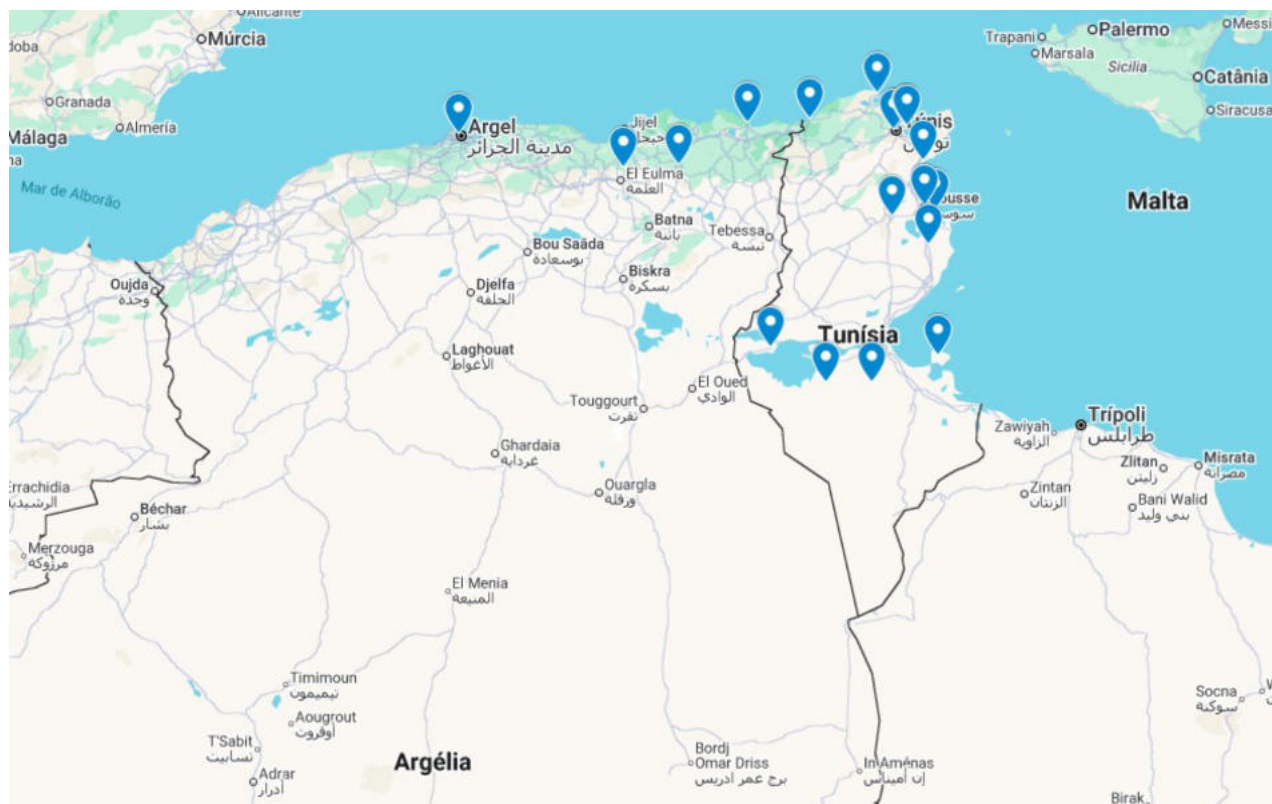 Alicante
doba
Múrcia
Granada
Málaga
Almería
Mar de Alborão
Trapani
Palermo
Messi
Marsala
Sicilia
Catânia
Siracusa
Argel
مدينة الجزائر
Jijel
جيجل
El Eulma
العلمة
Batna
باتنة
Tebessa
تبسة
Bou Saâda
بوسعادة
Biskra
بسكرة
Djelfa
الجلفة
Oujda
وجدة
Laghouat
الأغواط
Tunísia
Malta
El Oued
الوادي
Touggourt
تقرت
Ghardaia
غرداية
Ouargla
ورقلة
Errachidia
الرشيدية
Béchar
بشار
Merzouga
مرزوكة
El Menia
المنيعة
Zawiyah
الزاوية
Trípoli
طرابلس
Zlitan
زليتن
Misrata
مصراتة
Zintan
الزنتان
Bani Walid
بني وليد
Timimoun
تيميمون
Aougrout
أوقروت
T'Sabit
تسابيت
Adrar
أدرار
Argélia
Bordj
Omar Driss
برج عمر ادريس
In Aménas
إن أميناس
Socna
سوكنة
Birak